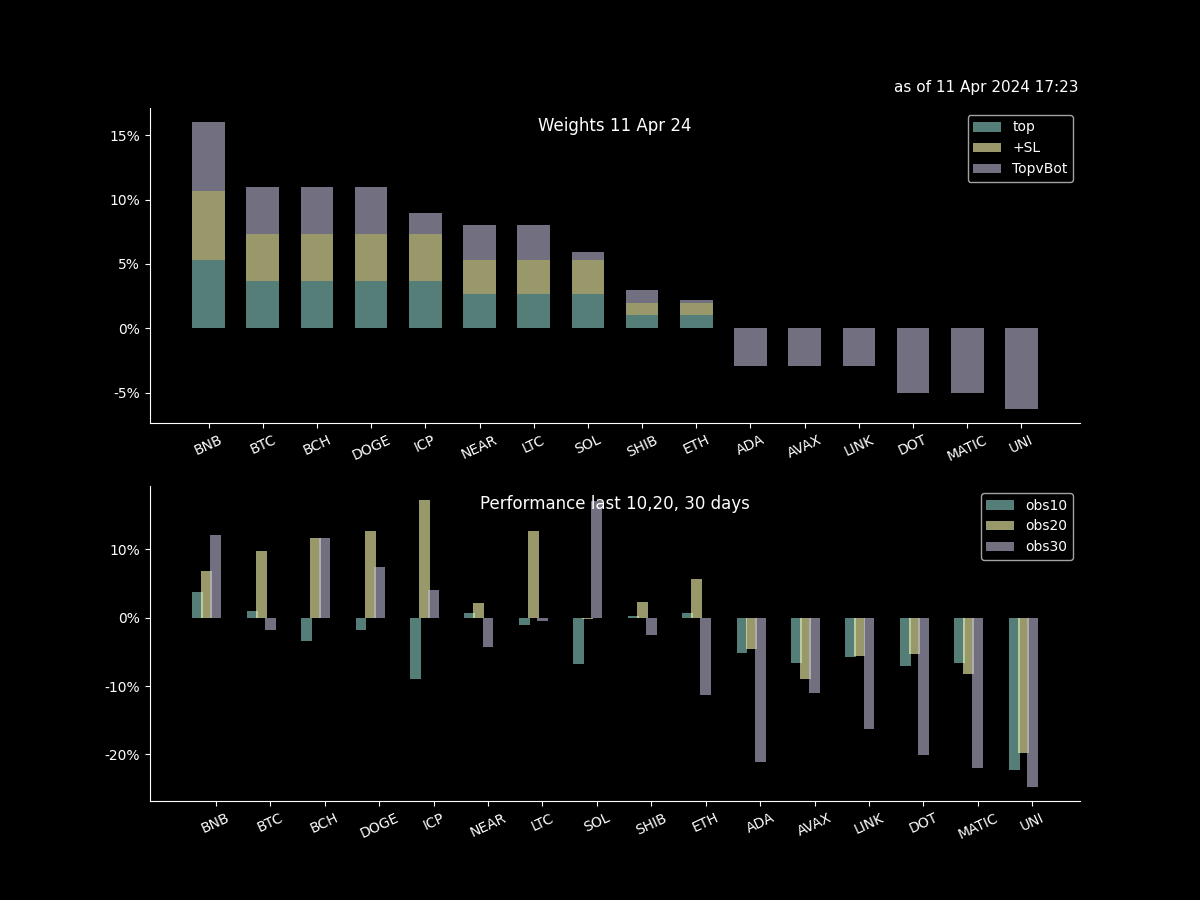 as of 11 Apr 2024 17:23
Weights 11 Apr 24
top
+SL
TopvBot
15%
10%
5%
0%
-5%
BNB BTC BCH DOGE ICP NEAR LTC SOL SHIB ETH ADA AVAX LINK DOT MATIC UNI
Performance last 10,20, 30 days
obs10
obs20
obs30
10%
0%
-10%
-20%
BNB BTC BCH DOGE ICP NEAR LTC SOL SHIB ETH ADA AVAX LINK DOT MATIC UNI